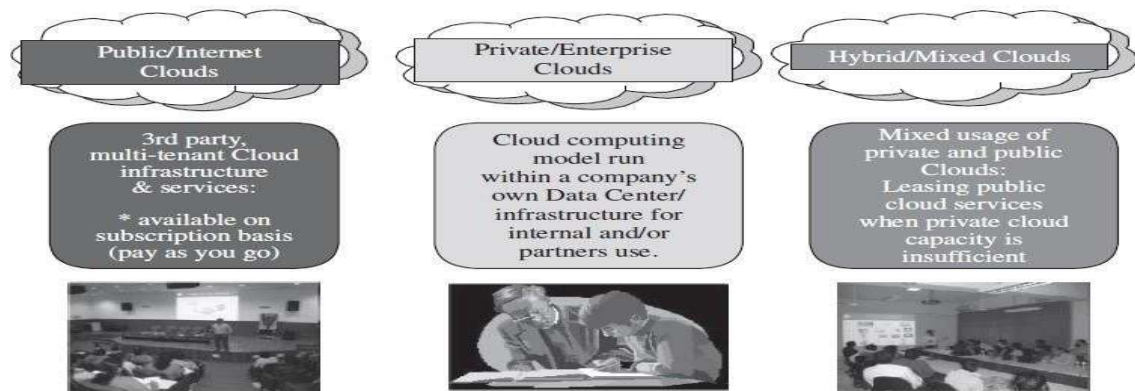 Public/Internet
Clouds
Private/Enterprise
Clouds
Hybrid/Mixed Clouds
3rd party,
multi-tenant Cloud
infrastructure
& services:
* available on
subscription basis
(pay as you go)
Cloud computing
model run
within a company's
own Data Center/
infrastructure for
internal and/or
partners use.
Mixed usage of
private and public
Clouds:
Leasing public
cloud services
when private cloud
capacity is
insufficient